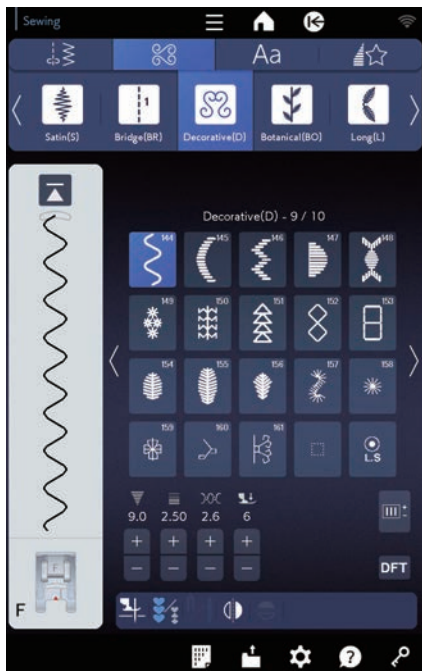 Sewing
Aa
1
Satin(S) Bridge(BR) Decorative(D) Botanical(BO) Long(L)
Decorative(D) - 9 / 10
144 145 146 147 148
149 150 151 152 153
154 155 156 157 158
159 160 161
L.S
9.0 2.50 2.6 6
+ + + +
− − − −
DFT
F
?